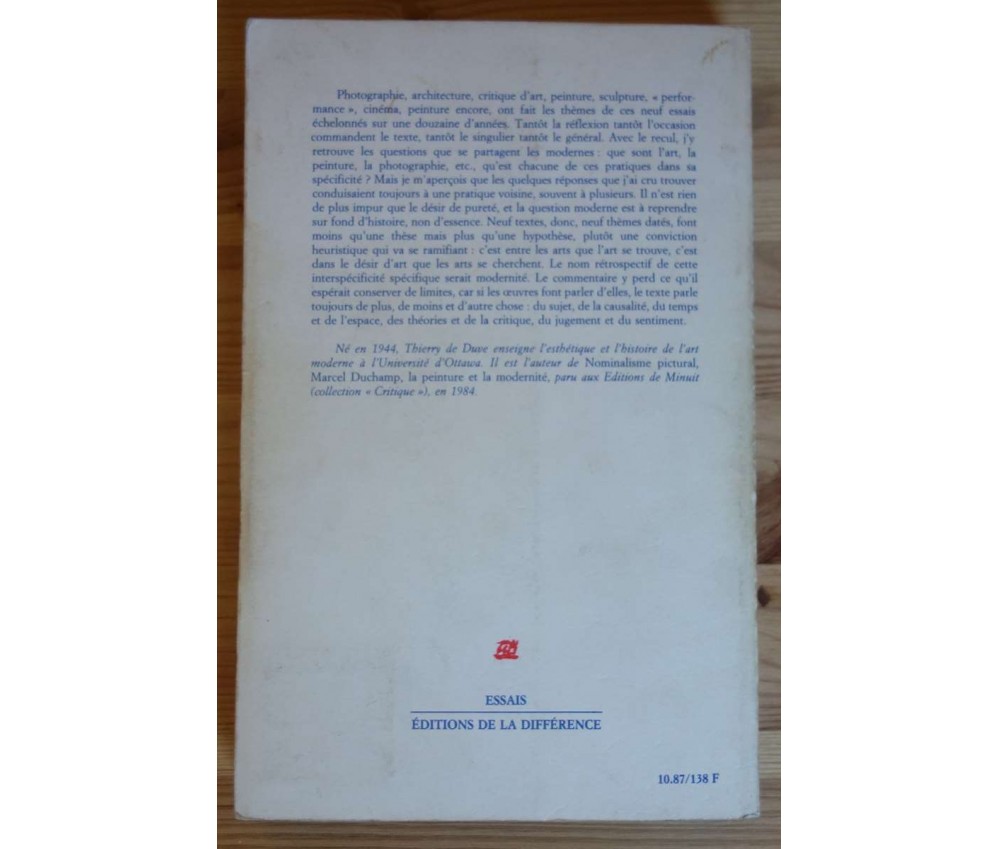 Photographie, architecture, critique d'art, peinture, sculpture, « perfor-
mance », cinéma, peinture encore, ont fait les thèmes de ces neuf essais
échelonnés sur une douzaine d'années. Tantôt la réflexion tantôt l'occasion
commandent le texte, tantôt le singulier tantôt le général. Avec le recul, j'y
retrouve les questions que se partagent les modernes : que sont l'art, la
peinture, la photographie, etc., qu'est chacune de ces pratiques dans sa
spécificité ? Mais je m'aperçois que les quelques réponses que j'ai cru trouver
conduisaient toujours à une pratique voisine, souvent à plusieurs. Il n'est rien
de plus impur que le désir de pureté, et la question moderne est à reprendre
sur fond d'histoire, non d'essence. Neuf textes, donc, neuf thèmes datés, font
moins qu'une thèse mais plus qu'une hypothèse, plutôt une conviction
heuristique qui va se ramifiant : c'est entre les arts que l'art se trouve, c'est
dans le désir d'art que les arts se cherchent. Le nom rétrospectif de cette
interspécificité spécifique serait modernité. Le commentaire y perd ce qu'il
espérait conserver de limites, car si les œuvres font parler d'elles, le texte parle
toujours de plus, de moins et d'autre chose : du sujet, de la causalité, du temps
et de l'espace, des théories et de la critique, du jugement et du sentiment.
Né en 1944, Thierry de Duve enseigne l'esthétique et l'histoire de l'art
moderne à l'Université d'Ottawa. Il est l'auteur de Nominalisme pictural,
Marcel Duchamp, la peinture et la modernité, paru aux Editions de Minuit
(collection « Critique »), en 1984.
ESSAIS
ÉDITIONS DE LA DIFFÉRENCE
10.87/138 F